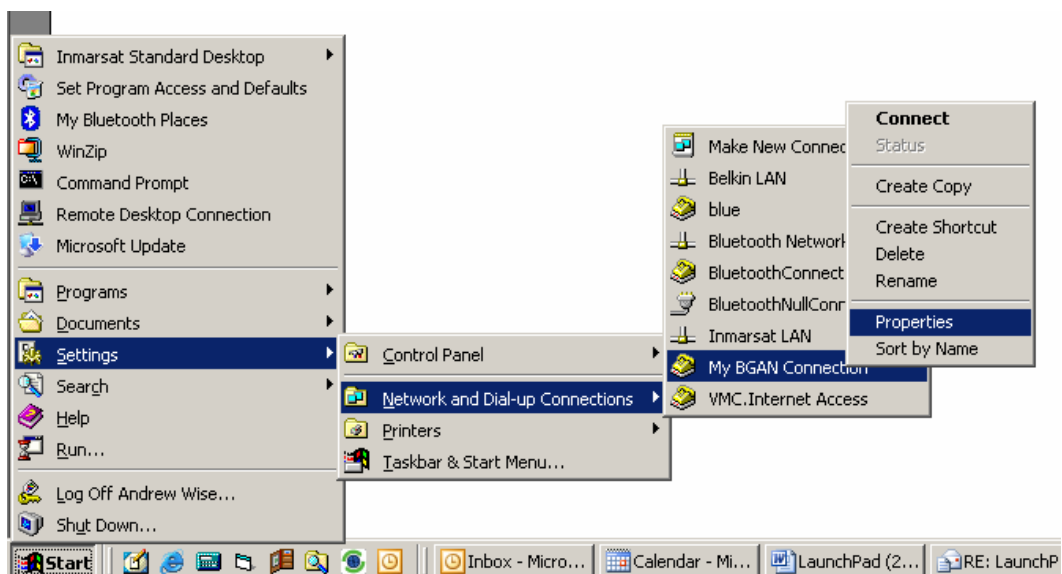 Inmarsat Standard Desktop
Set Program Access and Defaults
My Bluetooth Places
WinZip
Command Prompt
Remote Desktop Connection
Microsoft Update
Programs
Documents
Settings
Search
Help
Run...
Log Off Andrew Wise...
Shut Down...
Control Panel
Network and Dial-up Connections
Printers
Taskbar & Start Menu...
Make New Connec
Belkin LAN
blue
Bluetooth Network
BluetoothConnect
BluetoothNullConr
Inmarsat LAN
My BGAN Connection
VMC.Internet Access
Connect
Status
Create Copy
Create Shortcut
Delete
Rename
Properties
Sort by Name
Start
Inbox - Micro...
Calendar - Mi...
LaunchPad (2...
RE: LaunchP